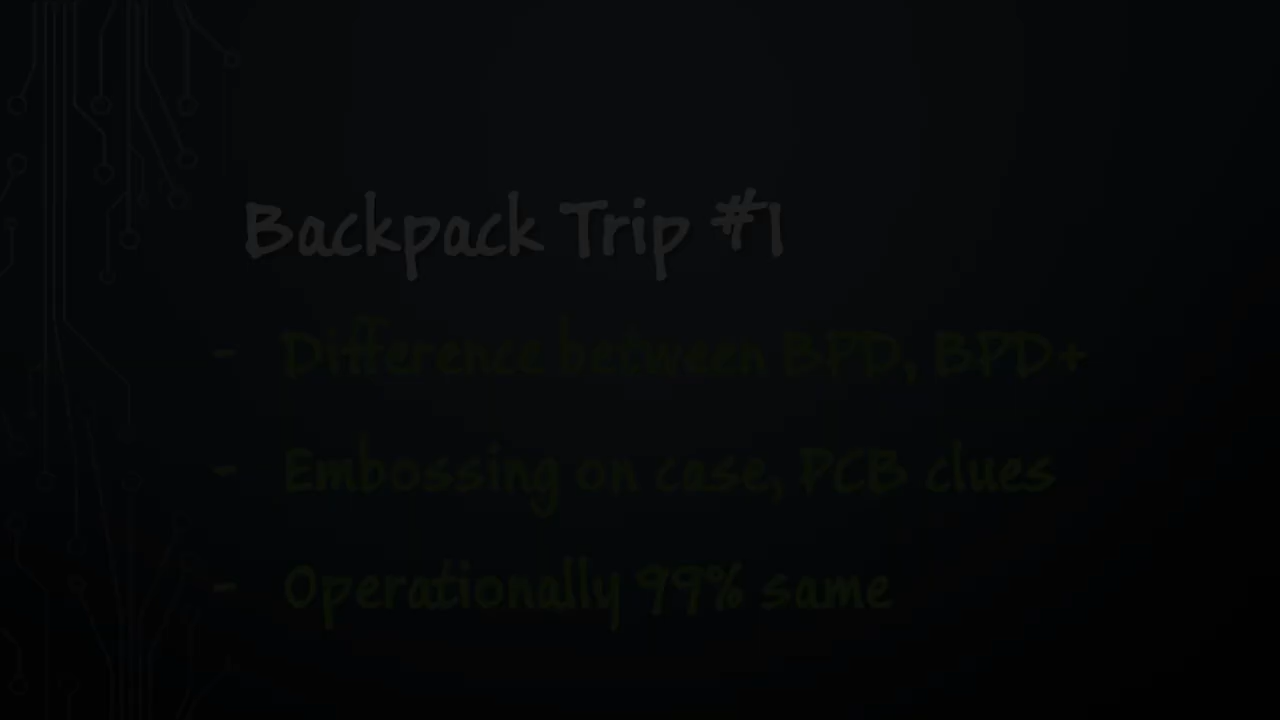 Backpack Trip #1
- Difference between BPD, BPD+
- Embossing on case, PCB clues
- Operationally 99% same